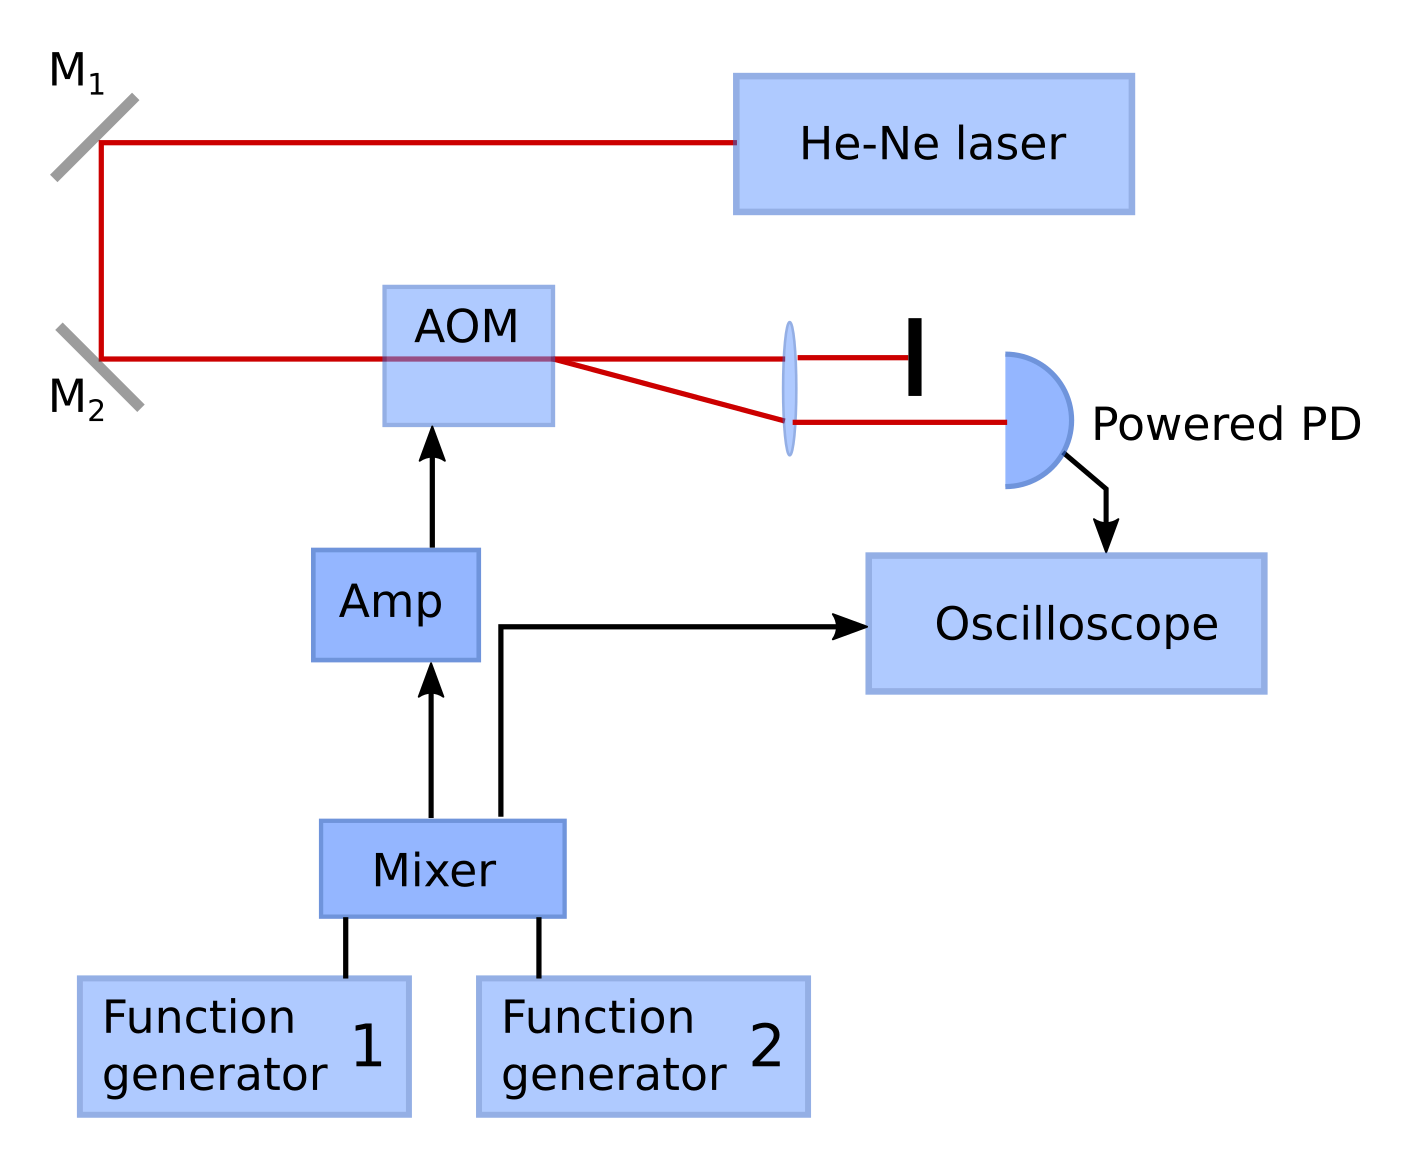 M₁
He-Ne laser
AOM
M₂
Powered PD
Amp
Oscilloscope
Mixer
Function
generator 1
Function
generator 2